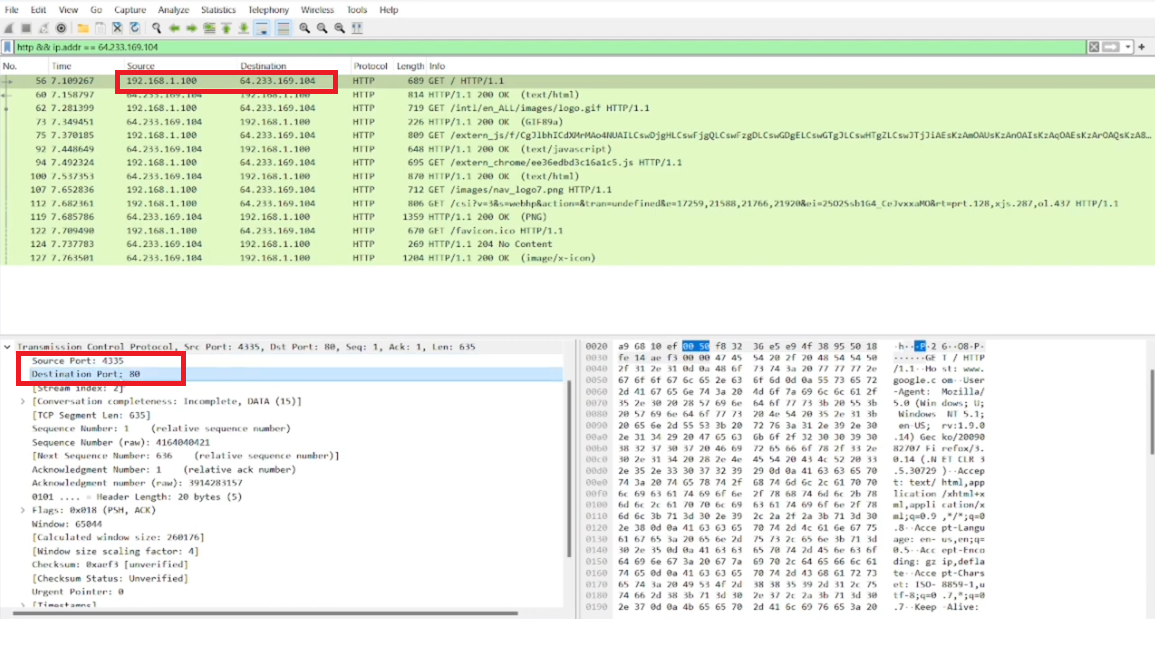 File Edit View Go Capture Analyze Statistics Telephony Wireless Tools Help
http && ip.addr == 64.233.169.104
No. Time Source Destination Protocol Length Info
56 7.109267 192.168.1.100 64.233.169.104 HTTP 689 GET / HTTP/1.1
60 7.158797 64.233.169.104 192.168.1.100 HTTP 814 HTTP/1.1 200 OK (text/html)
62 7.281399 192.168.1.100 64.233.169.104 HTTP 719 GET /intl/en_ALL/images/logo.gif HTTP/1.1
73 7.349451 64.233.169.104 192.168.1.100 HTTP 226 HTTP/1.1 200 OK (GIF89a)
75 7.370185 192.168.1.100 64.233.169.104 HTTP 809
92 7.448649 64.233.169.104 192.168.1.100 HTTP 648 HTTP/1.1 200 OK (text/javascript)
94 7.492324 192.168.1.100 64.233.169.104 HTTP 695 GET /extern_chrome/ee36edbd3c16a1c5.js HTTP/1.1
100 7.537353 64.233.169.104 192.168.1.100 HTTP 870 HTTP/1.1 200 OK (text/html)
107 7.652836 192.168.1.100 64.233.169.104 HTTP 712 GET /images/nav_logo7.png HTTP/1.1
112 7.682361 192.168.1.100 64.233.169.104 HTTP 806 GET HTTP/1.1
119 7.685786 64.233.169.104 192.168.1.100 HTTP 1359 HTTP/1.1 200 OK (PNG)
122 7.709490 192.168.1.100 64.233.169.104 HTTP 670 GET /favicon.ico HTTP/1.1
124 7.737783 64.233.169.104 192.168.1.100 HTTP 269 HTTP/1.1 204 No Content
127 7.763501 64.233.169.104 192.168.1.100 HTTP 1204 HTTP/1.1 200 OK (image/x-icon)
Transmission Control Protocol, Src Port: 4335, Dst Port: 80, Seq: 1, Ack: 1, Len: 635
Source Port: 4335
Destination Port: 80
[Stream index: 2]
[Conversation completeness: Incomplete, DATA (15)]
[TCP Segment Len: 635]
Sequence Number: 1 (relative sequence number)
Sequence Number (raw): 4164040421
[Next Sequence Number: 636 (relative sequence number)]
Acknowledgment Number: 1 (relative ack number)
Acknowledgment number (raw): 3914283157
0101 .... = Header Length: 20 bytes (5)
Flags: 0x018 (PSH, ACK)
Window: 65044
[Calculated window size: 260176]
[Window size scaling factor: 4]
Checksum: 0xaef3 [unverified]
[Checksum Status: Unverified]
Urgent Pointer: 0
[Timestamps]
0020 a9 68 10 ef 00 50 f8 32 36 e5 e9 4f 38 95 50 18 ·h···P·2 6··O8·P·
0030 fe 14 ae f3 00 00 47 45 54 20 2f 20 48 54 54 50 ······GE T / HTTP
0040 2f 31 2e 31 0d 0a 48 6f 73 74 3a 20 77 77 77 2e /1.1··Ho st: www.
0050 67 6f 6f 67 6c 65 2e 63 6f 6d 0d 0a 55 73 65 72 google.c om··User
0060 2d 41 67 65 6e 74 3a 20 4d 6f 7a 69 6c 6c 61 2f -Agent: Mozilla/
0070 35 2e 30 20 28 57 69 6e 64 6f 77 73 3b 20 55 3b 5.0 (Win dows; U;
0080 20 57 69 6e 64 6f 77 73 20 4e 54 20 35 2e 31 3b Windows NT 5.1;
0090 20 65 6e 2d 55 53 3b 20 72 76 3a 31 2e 39 2e 30 en-US; rv:1.9.0
00a0 2e 31 34 29 20 47 65 63 6b 6f 2f 32 30 30 39 30 .14) Gec ko/20090
00b0 38 32 37 30 37 20 46 69 72 65 66 6f 78 2f 33 2e 82707 Fi refox/3.
00c0 30 2e 31 34 20 28 2e 4e 45 54 20 43 4c 52 20 33 0.14 (.N ET CLR 3
00d0 2e 35 2e 33 30 37 32 39 29 0d 0a 41 63 63 65 70 .5.30729 )··Accep
00e0 74 3a 20 74 65 78 74 2f 68 74 6d 6c 2c 61 70 70 t: text/ html,app
00f0 6c 69 63 61 74 69 6f 6e 2f 78 68 74 6d 6c 2b 78 lication /xhtml+x
0100 6d 6c 2c 61 70 70 6c 69 63 61 74 69 6f 6e 2f 78 ml,appli cation/x
0110 6d 6c 3b 71 3d 30 2e 39 2c 2a 2f 2a 3b 71 3d 30 ml;q=0.9 ,*/*;q=0
0120 2e 38 0d 0a 41 63 63 65 70 74 2d 4c 61 6e 67 75 .8··Acce pt-Langu
0130 61 67 65 3a 20 65 6e 2d 75 73 2c 65 6e 3b 71 3d age: en- us,en;q=
0140 30 2e 35 0d 0a 41 63 63 65 70 74 2d 45 6e 63 6f 0.5··Acc ept-Enco
0150 64 69 6e 67 3a 20 67 7a 69 70 2c 64 65 66 6c 61 ding: gz ip,defla
0160 74 65 0d 0a 41 63 63 65 70 74 2d 43 68 61 72 73 te··Acce pt-Chars
0170 65 74 3a 20 49 53 4f 2d 38 38 35 39 2d 31 2c 75 et: ISO- 8859-1,u
0180 74 66 2d 38 3b 71 3d 30 2e 37 2c 2a 3b 71 3d 30 tf-8;q=0 .7,*;q=0
0190 2e 37 0d 0a 4b 65 65 70 2d 41 6c 69 76 65 3a 20 .7··Keep -Alive: